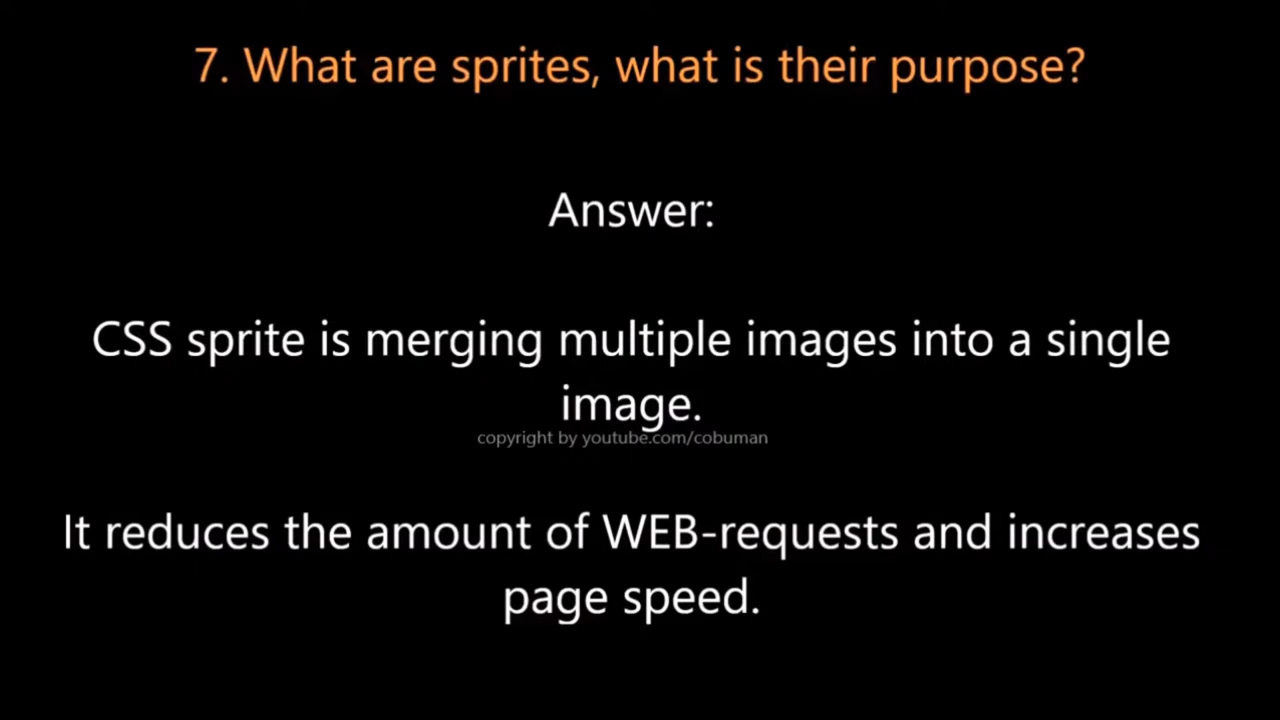 7. What are sprites, what is their purpose?
Answer:
CSS sprite is merging multiple images into a single
image.
copyright by youtube.com/cobuman
It reduces the amount of WEB-requests and increases
page speed.